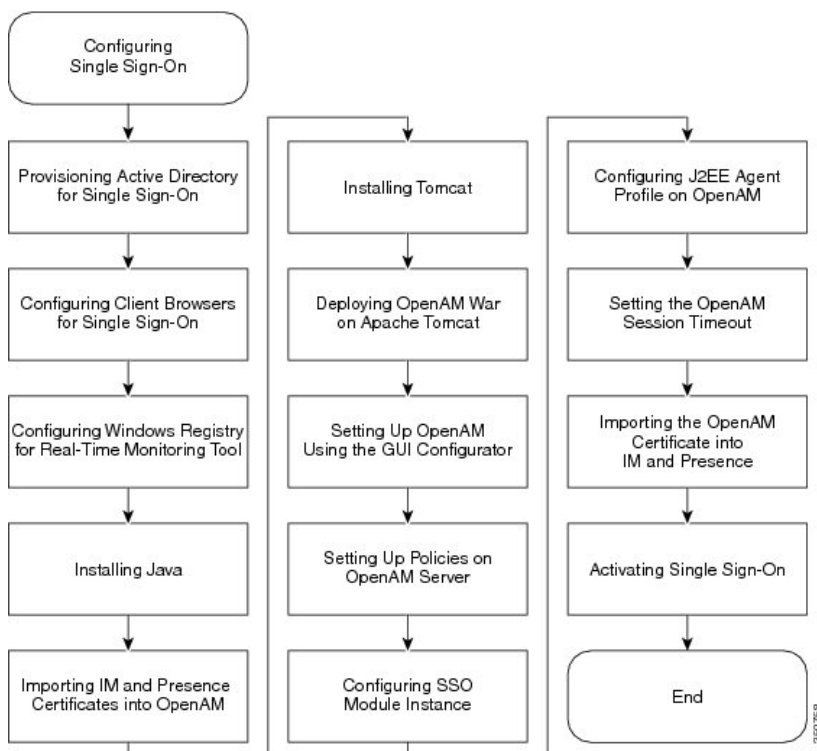 Configuring
Single Sign-On
Provisioning Active Directory
for Single Sign-On
Configuring Client Browsers
for Single Sign-On
Configuring Windows Registry
for Real-Time Monitoring Tool
Installing Java
Importing IM and Presence
Certificates into OpenAM
Installing Tomcat
Deploying OpenAM War
on Apache Tomcat
Setting Up OpenAM
Using the GUI Configurator
Setting Up Policies on
OpenAM Server
Configuring SSO
Module Instance
Configuring J2EE Agent
Profile on OpenAM
Setting the OpenAM
Session Timeout
Importing the OpenAM
Certificate into
IM and Presence
Activating Single Sign-On
End